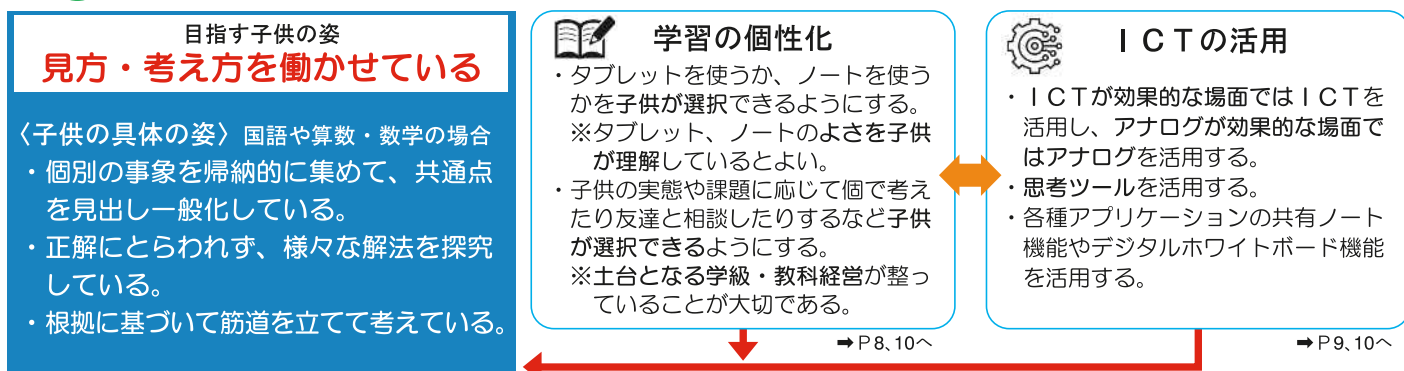 目指す子供の姿
見方・考え方を働かせている
〈子供の具体の姿〉国語や算数・数学の場合
・個別の事象を帰納的に集めて、共通点
を見出し一般化している。
・正解にとらわれず、様々な解法を探究
している。
・根拠に基づいて筋道を立てて考えている。
学習の個性化
・タブレットを使うか、ノートを使う
かを子供が選択できるようにする。
※タブレット、ノートのよさを子供
が理解しているとよい。
・子供の実態や課題に応じて個で考え
たり友達と相談したりするなど子供
が選択できるようにする。
※土台となる学級・教科経営が整っ
ていることが大切である。
➡P8、10へ
ＩＣＴの活用
・ＩＣＴが効果的な場面ではＩＣＴを
活用し、アナログが効果的な場面で
はアナログを活用する。
・思考ツールを活用する。
・各種アプリケーションの共有ノート
機能やデジタルホワイトボード機能
を活用する。
➡P9、10へ